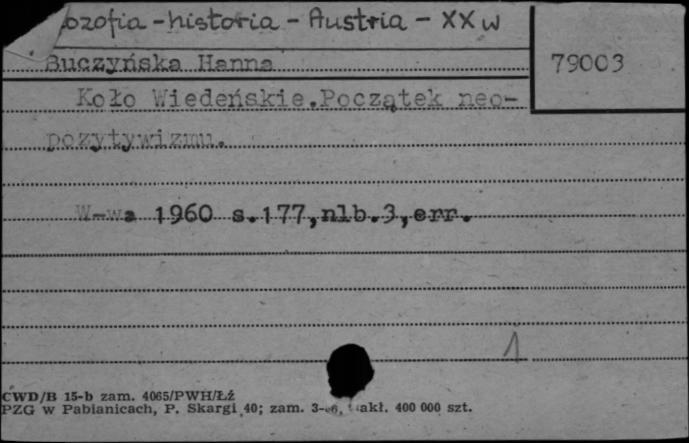 ozofia - historia - Austria - XX w
79003
Buczyńska Hanna
Koło Wiedeńskie.Początek neo-
pozytywizmu.
W-wa 1960 s.177,nlb.3,err.
1
CWD/B 15-b zam. 4065/PWH/Łź
PZG w Pabianicach, P. Skargi 40; zam. 400 000 szt.